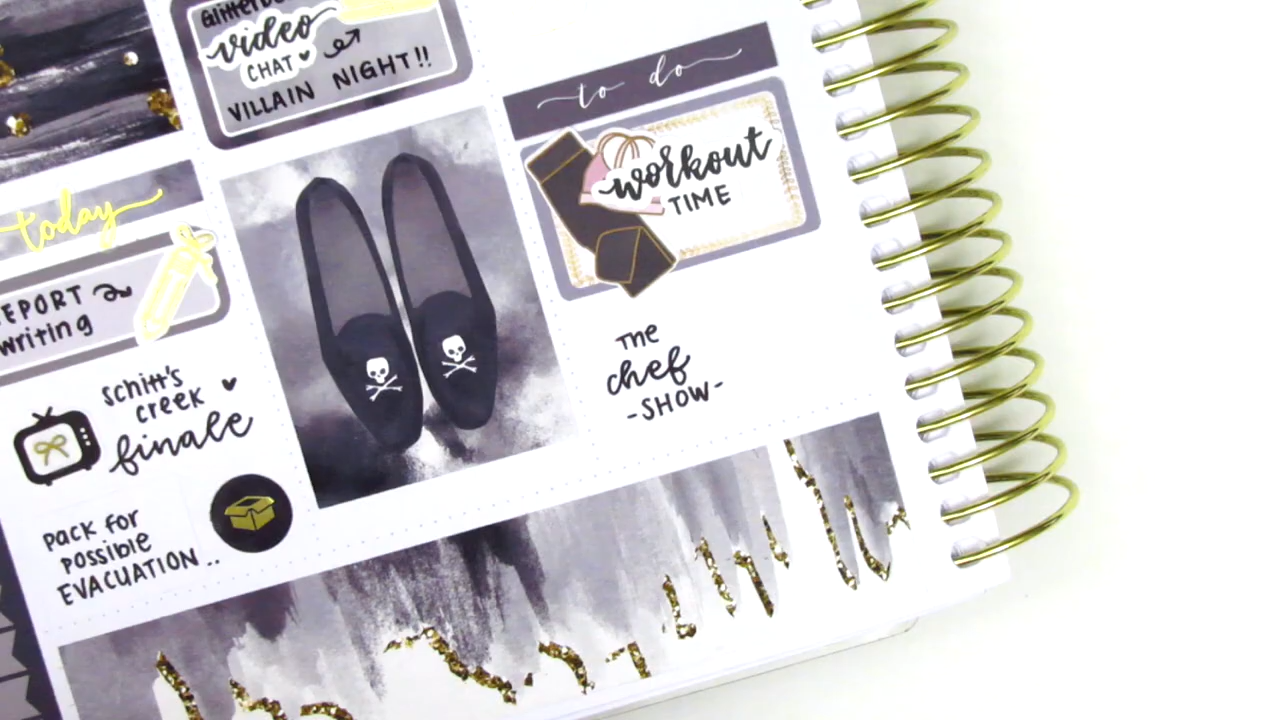 video
CHAT
VILLAIN NIGHT!!
to do
workout
TIME
today
writing
THE
chef
-SHOW-
schitt's
creek
finale
pack for
possible
EVACUATION..